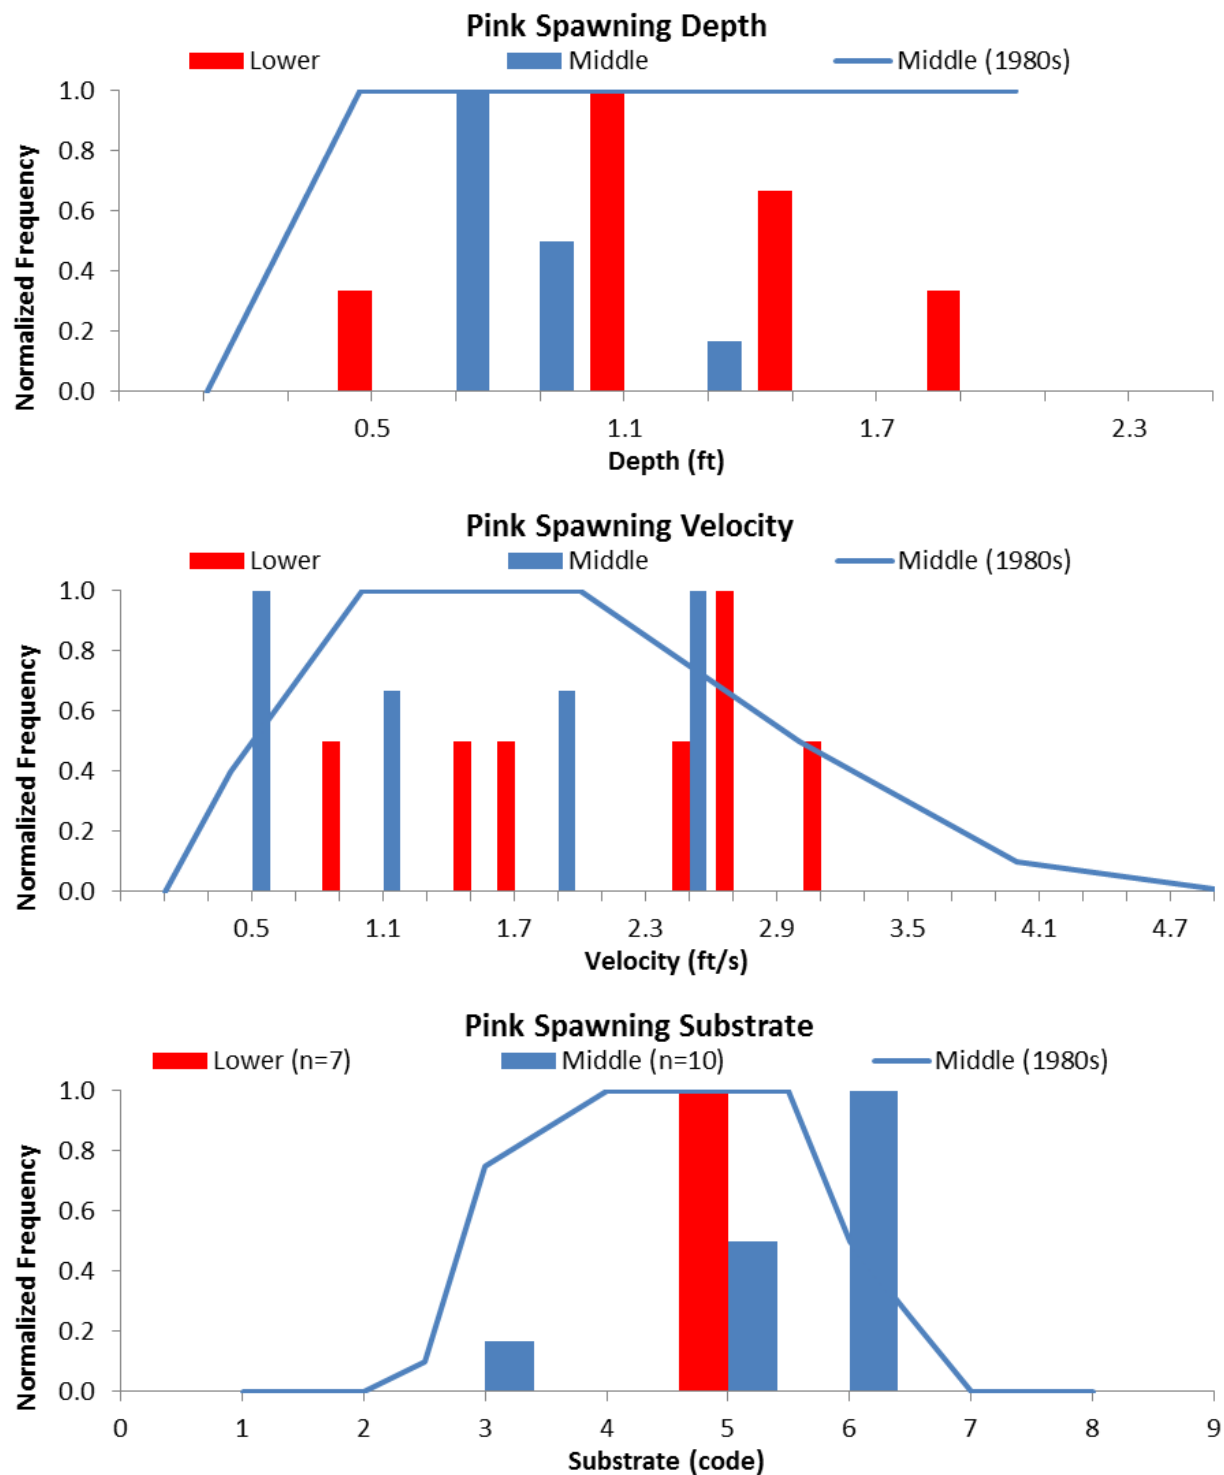 Pink Spawning Depth
Lower Middle Middle (1980s)
1.0
0.8
0.6
0.4
0.2
0.0
Normalized Frequency
0.5 1.1 1.7 2.3
Depth (ft)
Pink Spawning Velocity
Lower Middle Middle (1980s)
1.0
0.8
0.6
0.4
0.2
0.0
Normalized Frequency
0.5 1.1 1.7 2.3 2.9 3.5 4.1 4.7
Velocity (ft/s)
Pink Spawning Substrate
Lower (n=7) Middle (n=10) Middle (1980s)
1.0
0.8
0.6
0.4
0.2
0.0
Normalized Frequency
0 1 2 3 4 5 6 7 8 9
Substrate (code)